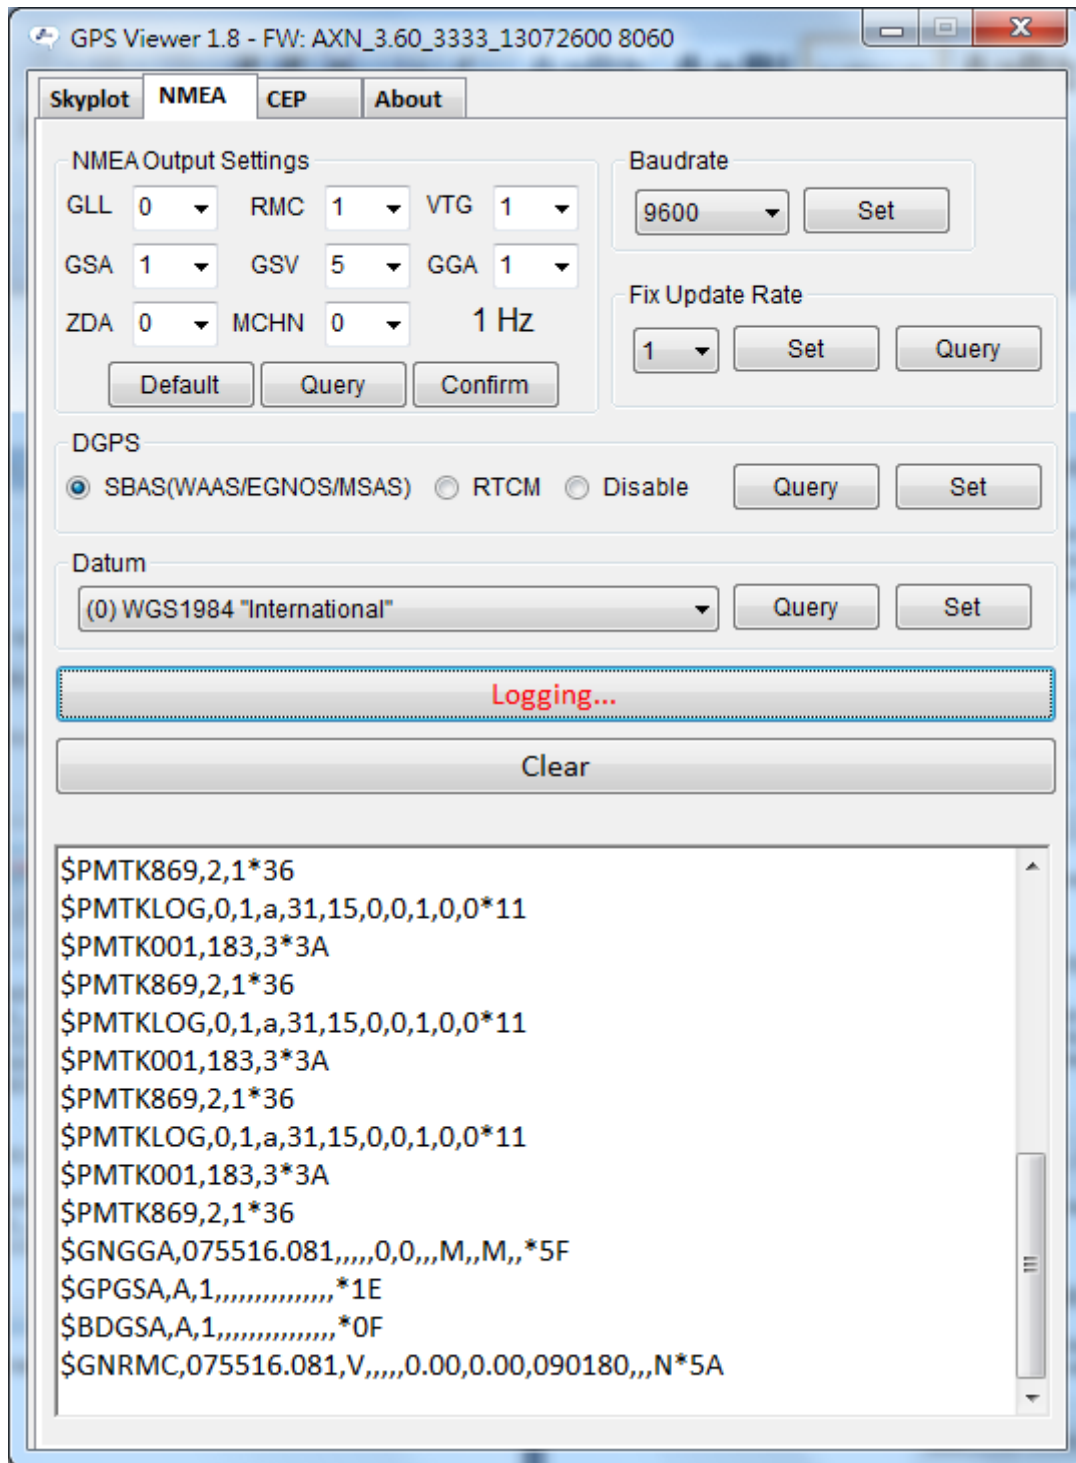 GPS Viewer 1.8 - FW: AXN_3.60_3333_13072600 8060
Skyplot NMEA CEP About
NMEA Output Settings
GLL 0 RMC 1 VTG 1
GSA 1 GSV 5 GGA 1
ZDA 0 MCHN 0 1 Hz
Default Query Confirm
Baudrate
9600 Set
Fix Update Rate
1 Set Query
DGPS
SBAS(WAAS/EGNOS/MSAS) RTCM Disable Query Set
Datum
(0) WGS1984 "International" Query Set
Logging...
Clear
$PMTK869,2,1*36
$PMTKLOG,0,1,a,31,15,0,0,1,0,0*11
$PMTK001,183,3*3A
$PMTK869,2,1*36
$PMTKLOG,0,1,a,31,15,0,0,1,0,0*11
$PMTK001,183,3*3A
$PMTK869,2,1*36
$PMTKLOG,0,1,a,31,15,0,0,1,0,0*11
$PMTK001,183,3*3A
$PMTK869,2,1*36
$GNGGA,075516.081,,,,,0,0,,,M,,M,,*5F
$GPGSA,A,1,,,,,,,,,,,,,,,*1E
$BDGSA,A,1,,,,,,,,,,,,,,,*0F
$GNRMC,075516.081,V,,,,,0.00,0.00,090180,,,N*5A